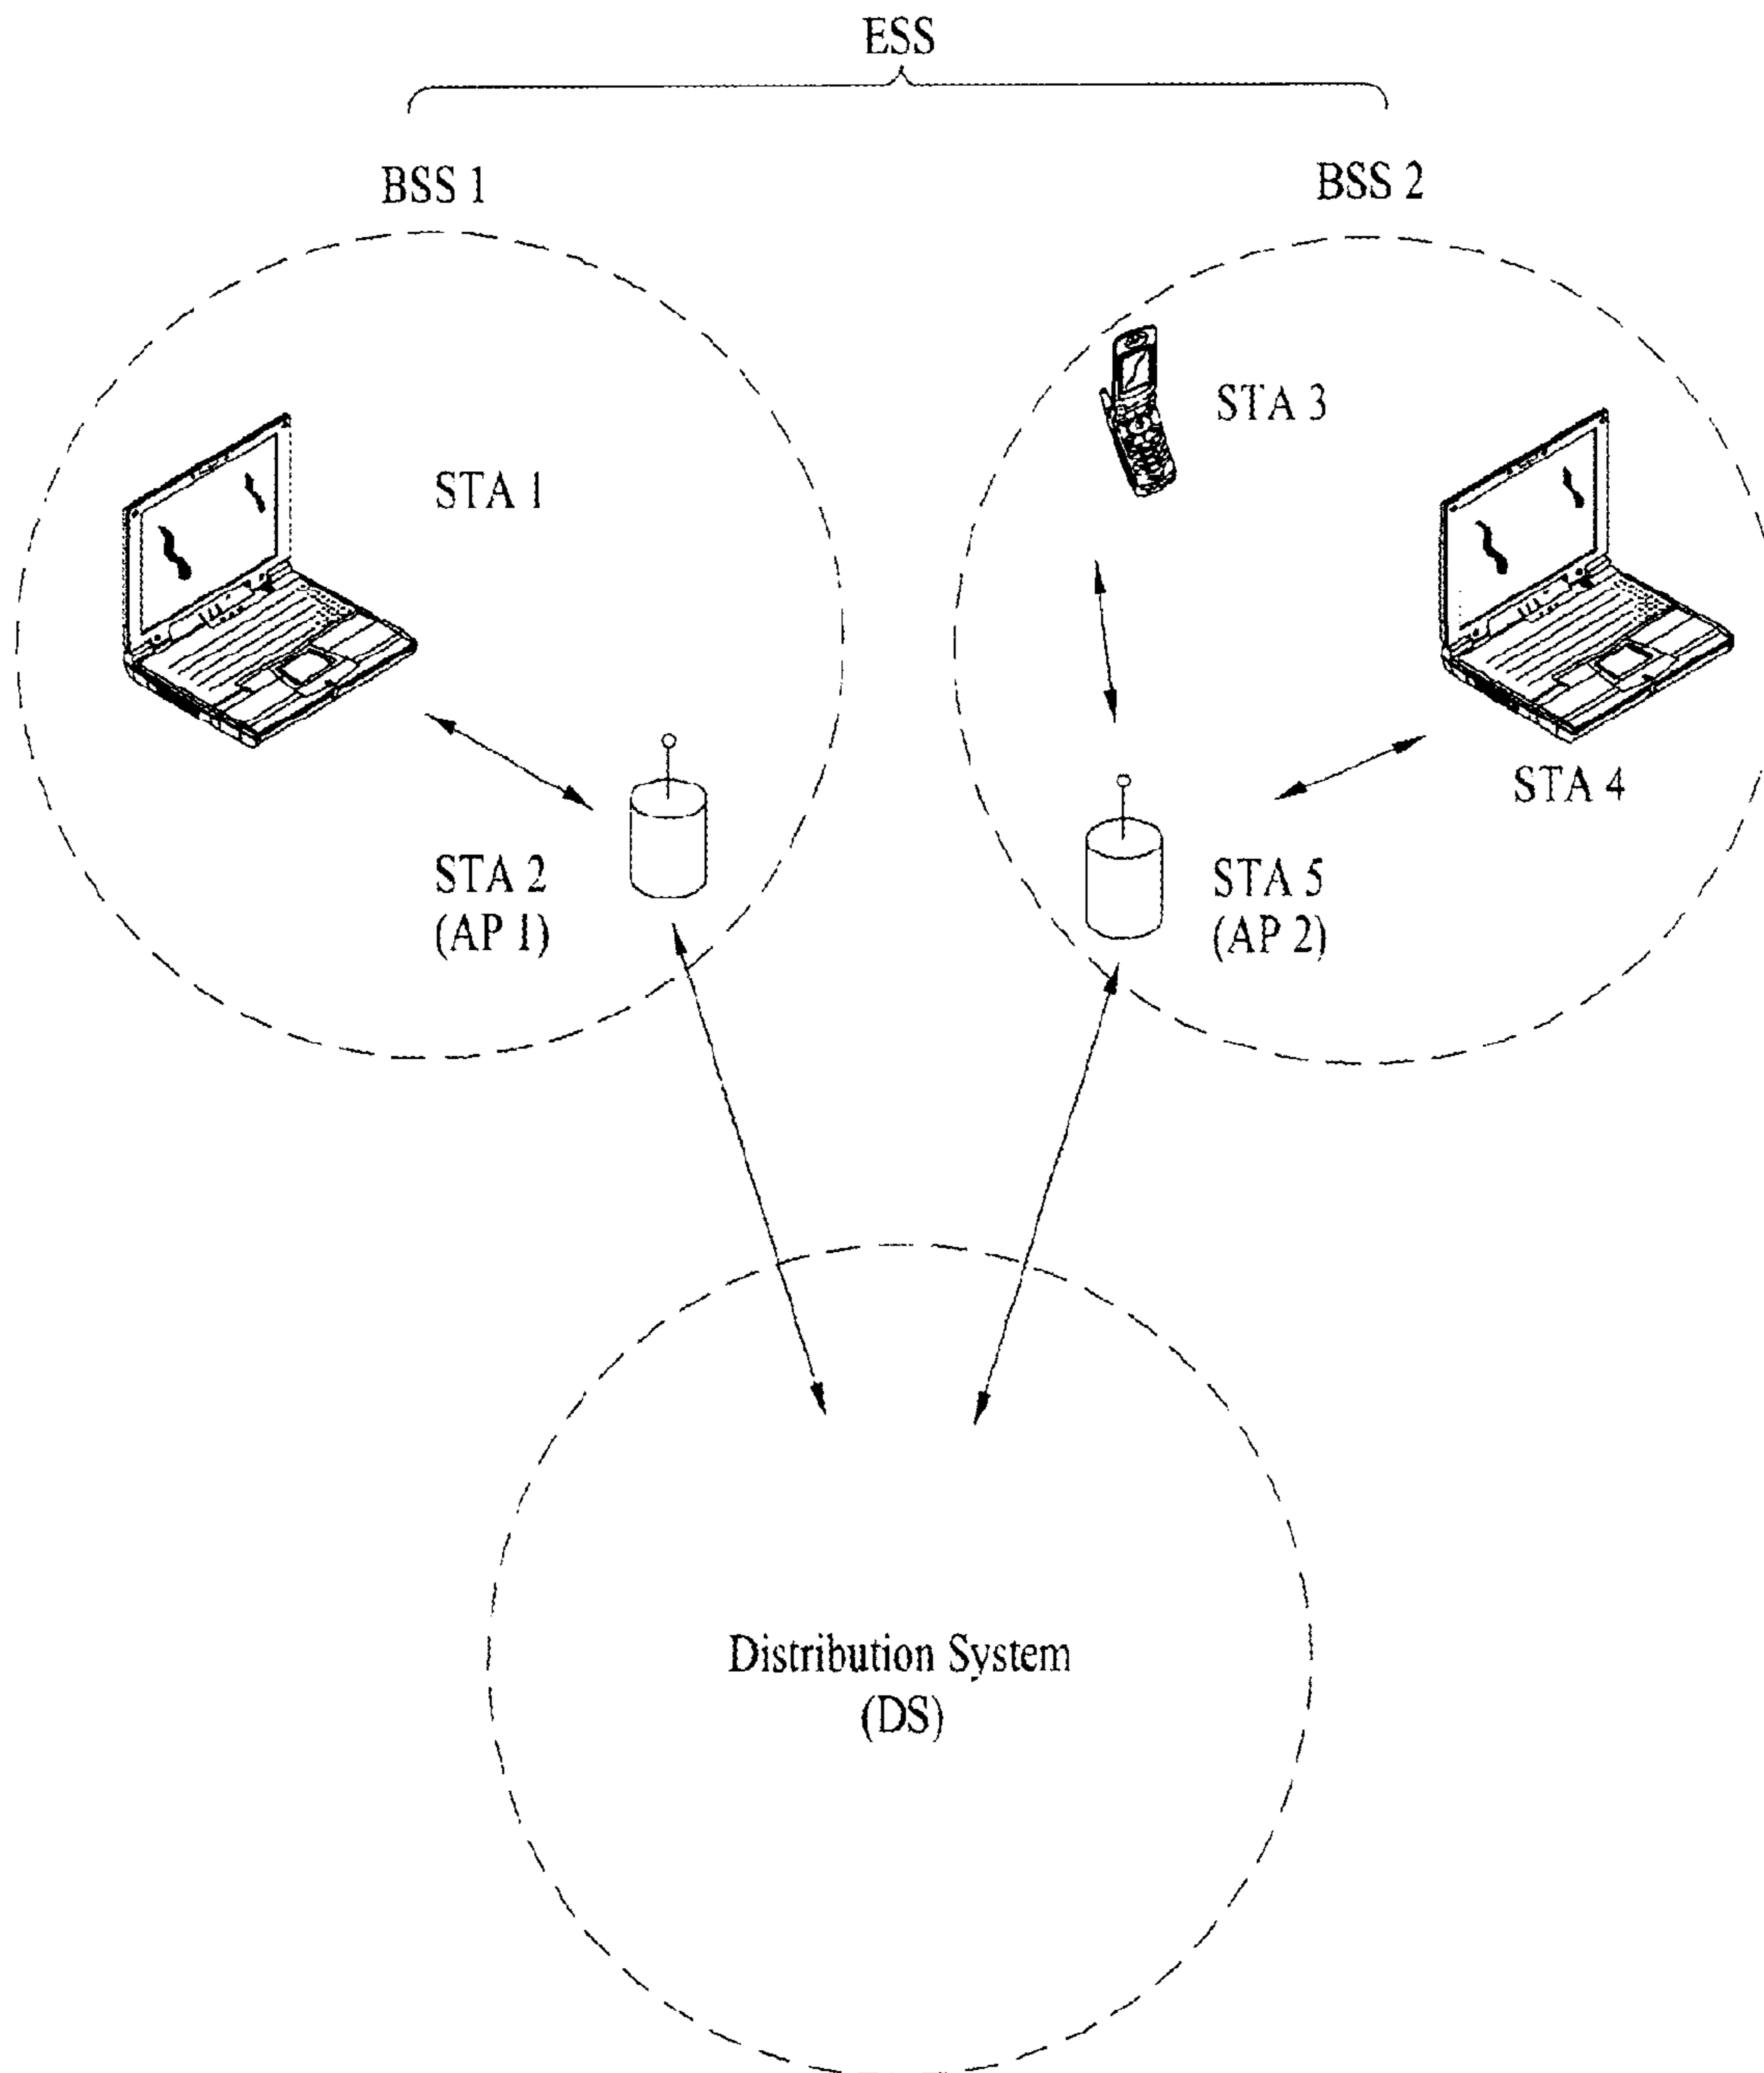 ESS
BSS 1
BSS 2
STA 3
STA 1
STA 4
STA 2
(AP 1)
STA 5
(AP 2)
Distribution System
(DS)